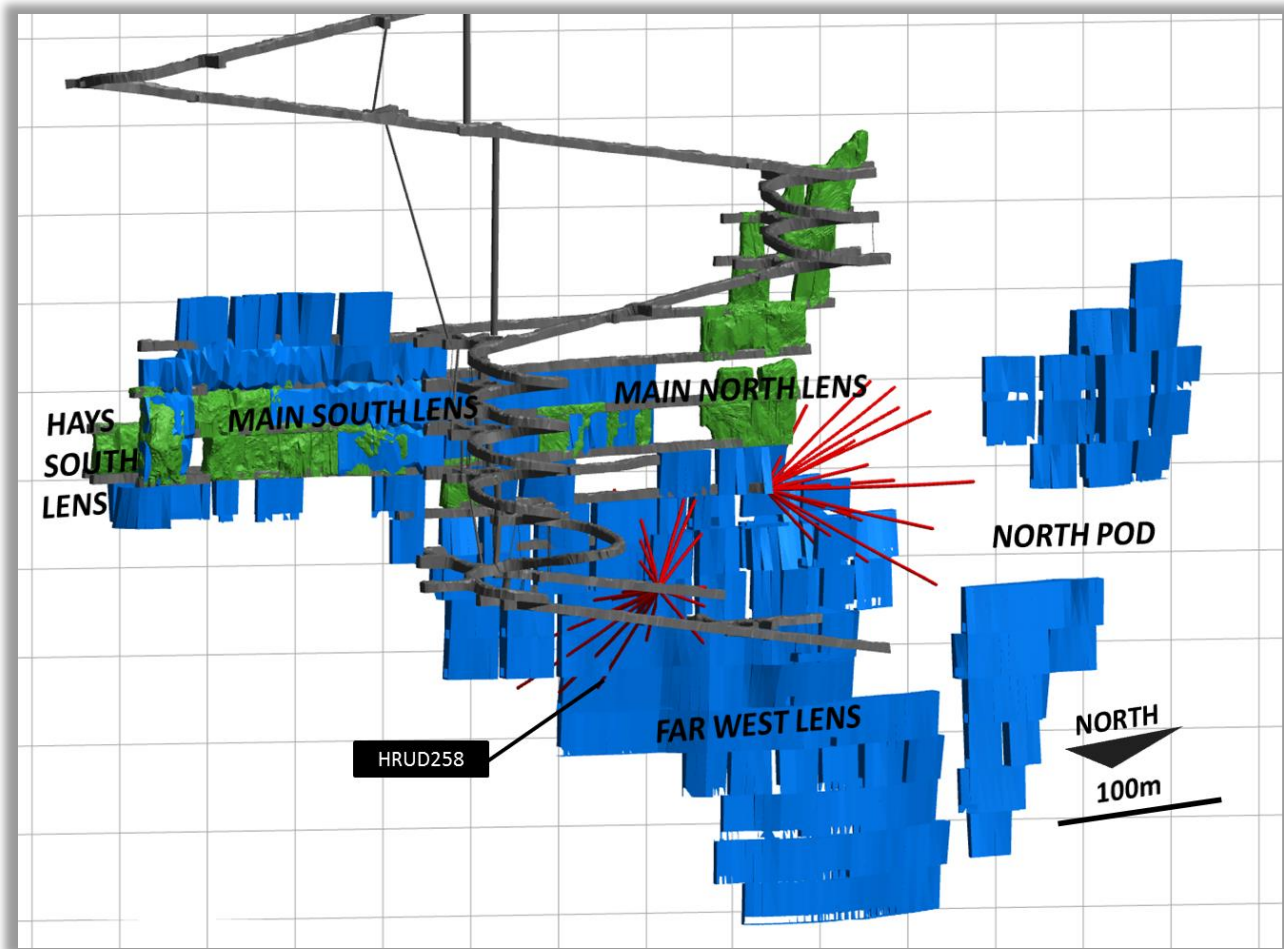 HAYS
SOUTH
LENS
MAIN SOUTH LENS
MAIN NORTH LENS
NORTH POD
FAR WEST LENS
HRUD258
NORTH
100m